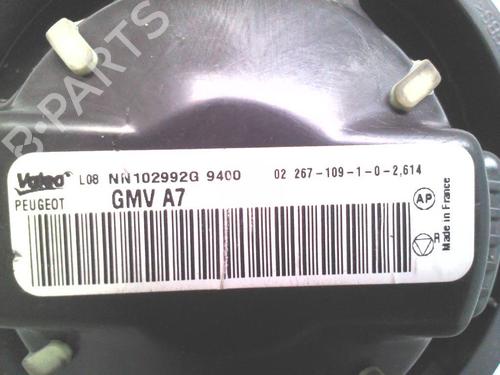 B-PARTS
Valeo L08 NN102992G 9400 02 267-109-1-0-2,614
PEUGEOT GMV A7
AP
R
Made in France